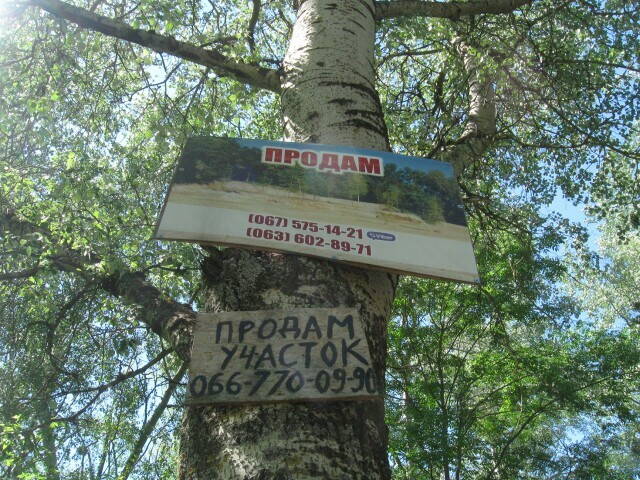 ПРОДАМ
(067) 575-14-21
(063) 602-89-71
ПРОДАМ
УЧАСТОК
066-770-09-90